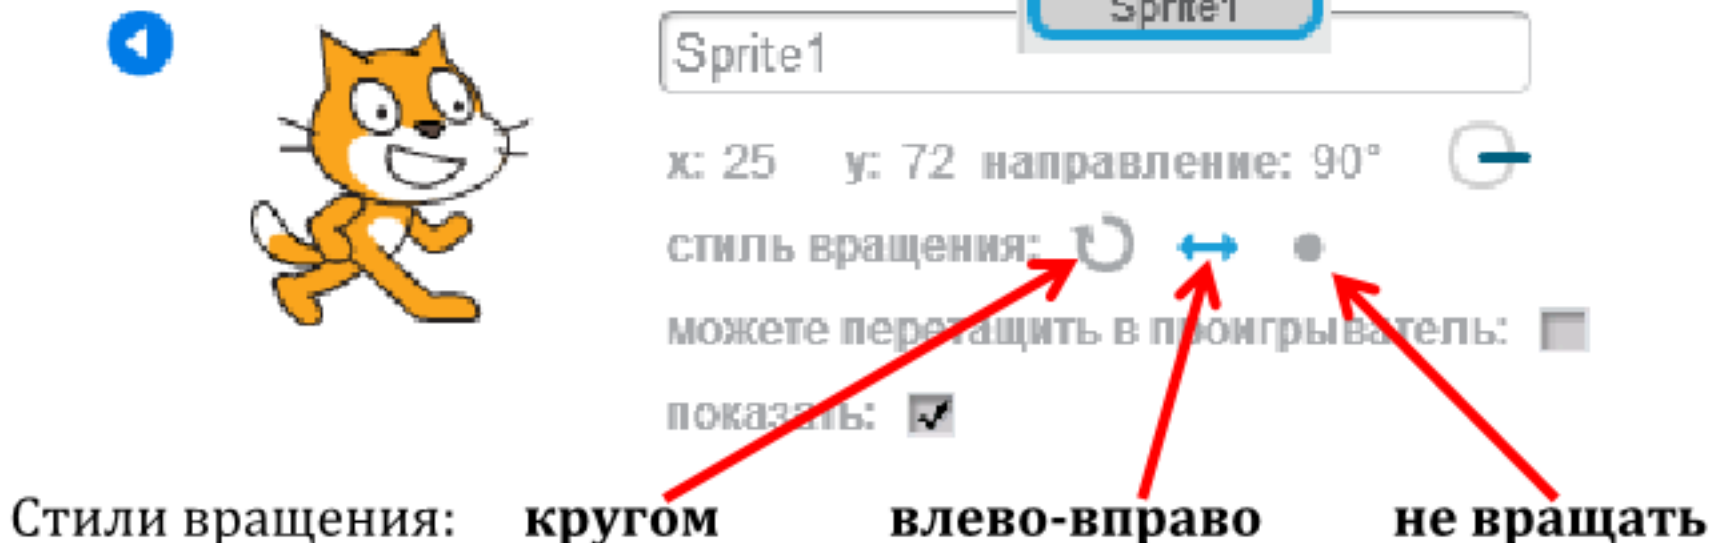 Sprite1
Sprite1
x: 25 y: 72 направление: 90°
стиль вращения:
можете перетащить в проигрыватель:
показать:
Стили вращения: кругом влево-вправо не вращать